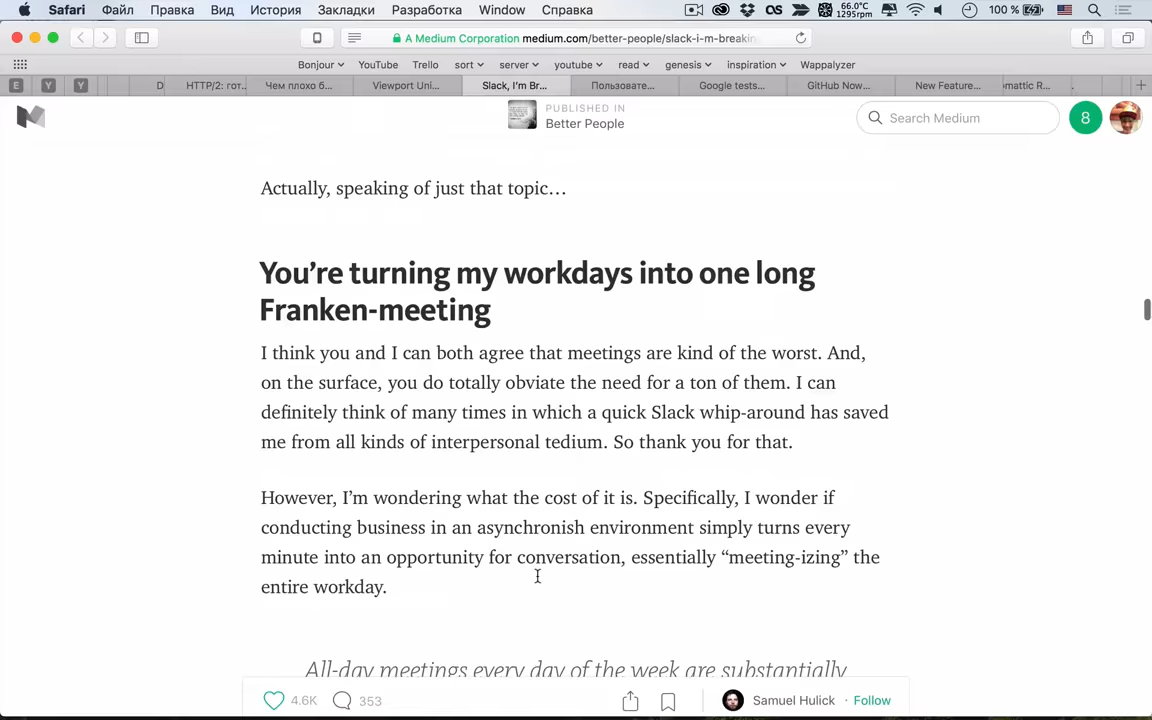 Safari Файл Правка Вид История Закладки Разработка Window Справка 66.0°C 1295rpm 100 %
A Medium Corporation medium.com/better-people/slack-i-m-breakin
Bonjour YouTube Trello sort server youtube read genesis inspiration Wappalyzer
E Y Y D HTTP/2: гот... Чем плохо б... Viewport Uni... Slack, I'm Br... Пользовате... Google tests... GitHub Now... New Feature... omatic R...
PUBLISHED IN
Better People
Search Medium
8
Actually, speaking of just that topic…
You're turning my workdays into one long
Franken-meeting
I think you and I can both agree that meetings are kind of the worst. And,
on the surface, you do totally obviate the need for a ton of them. I can
definitely think of many times in which a quick Slack whip-around has saved
me from all kinds of interpersonal tedium. So thank you for that.
However, I'm wondering what the cost of it is. Specifically, I wonder if
conducting business in an asynchronish environment simply turns every
minute into an opportunity for conversation, essentially “meeting-izing” the
entire workday.
All-day meetings every day of the week are substantially
4.6K 353 Samuel Hulick · Follow